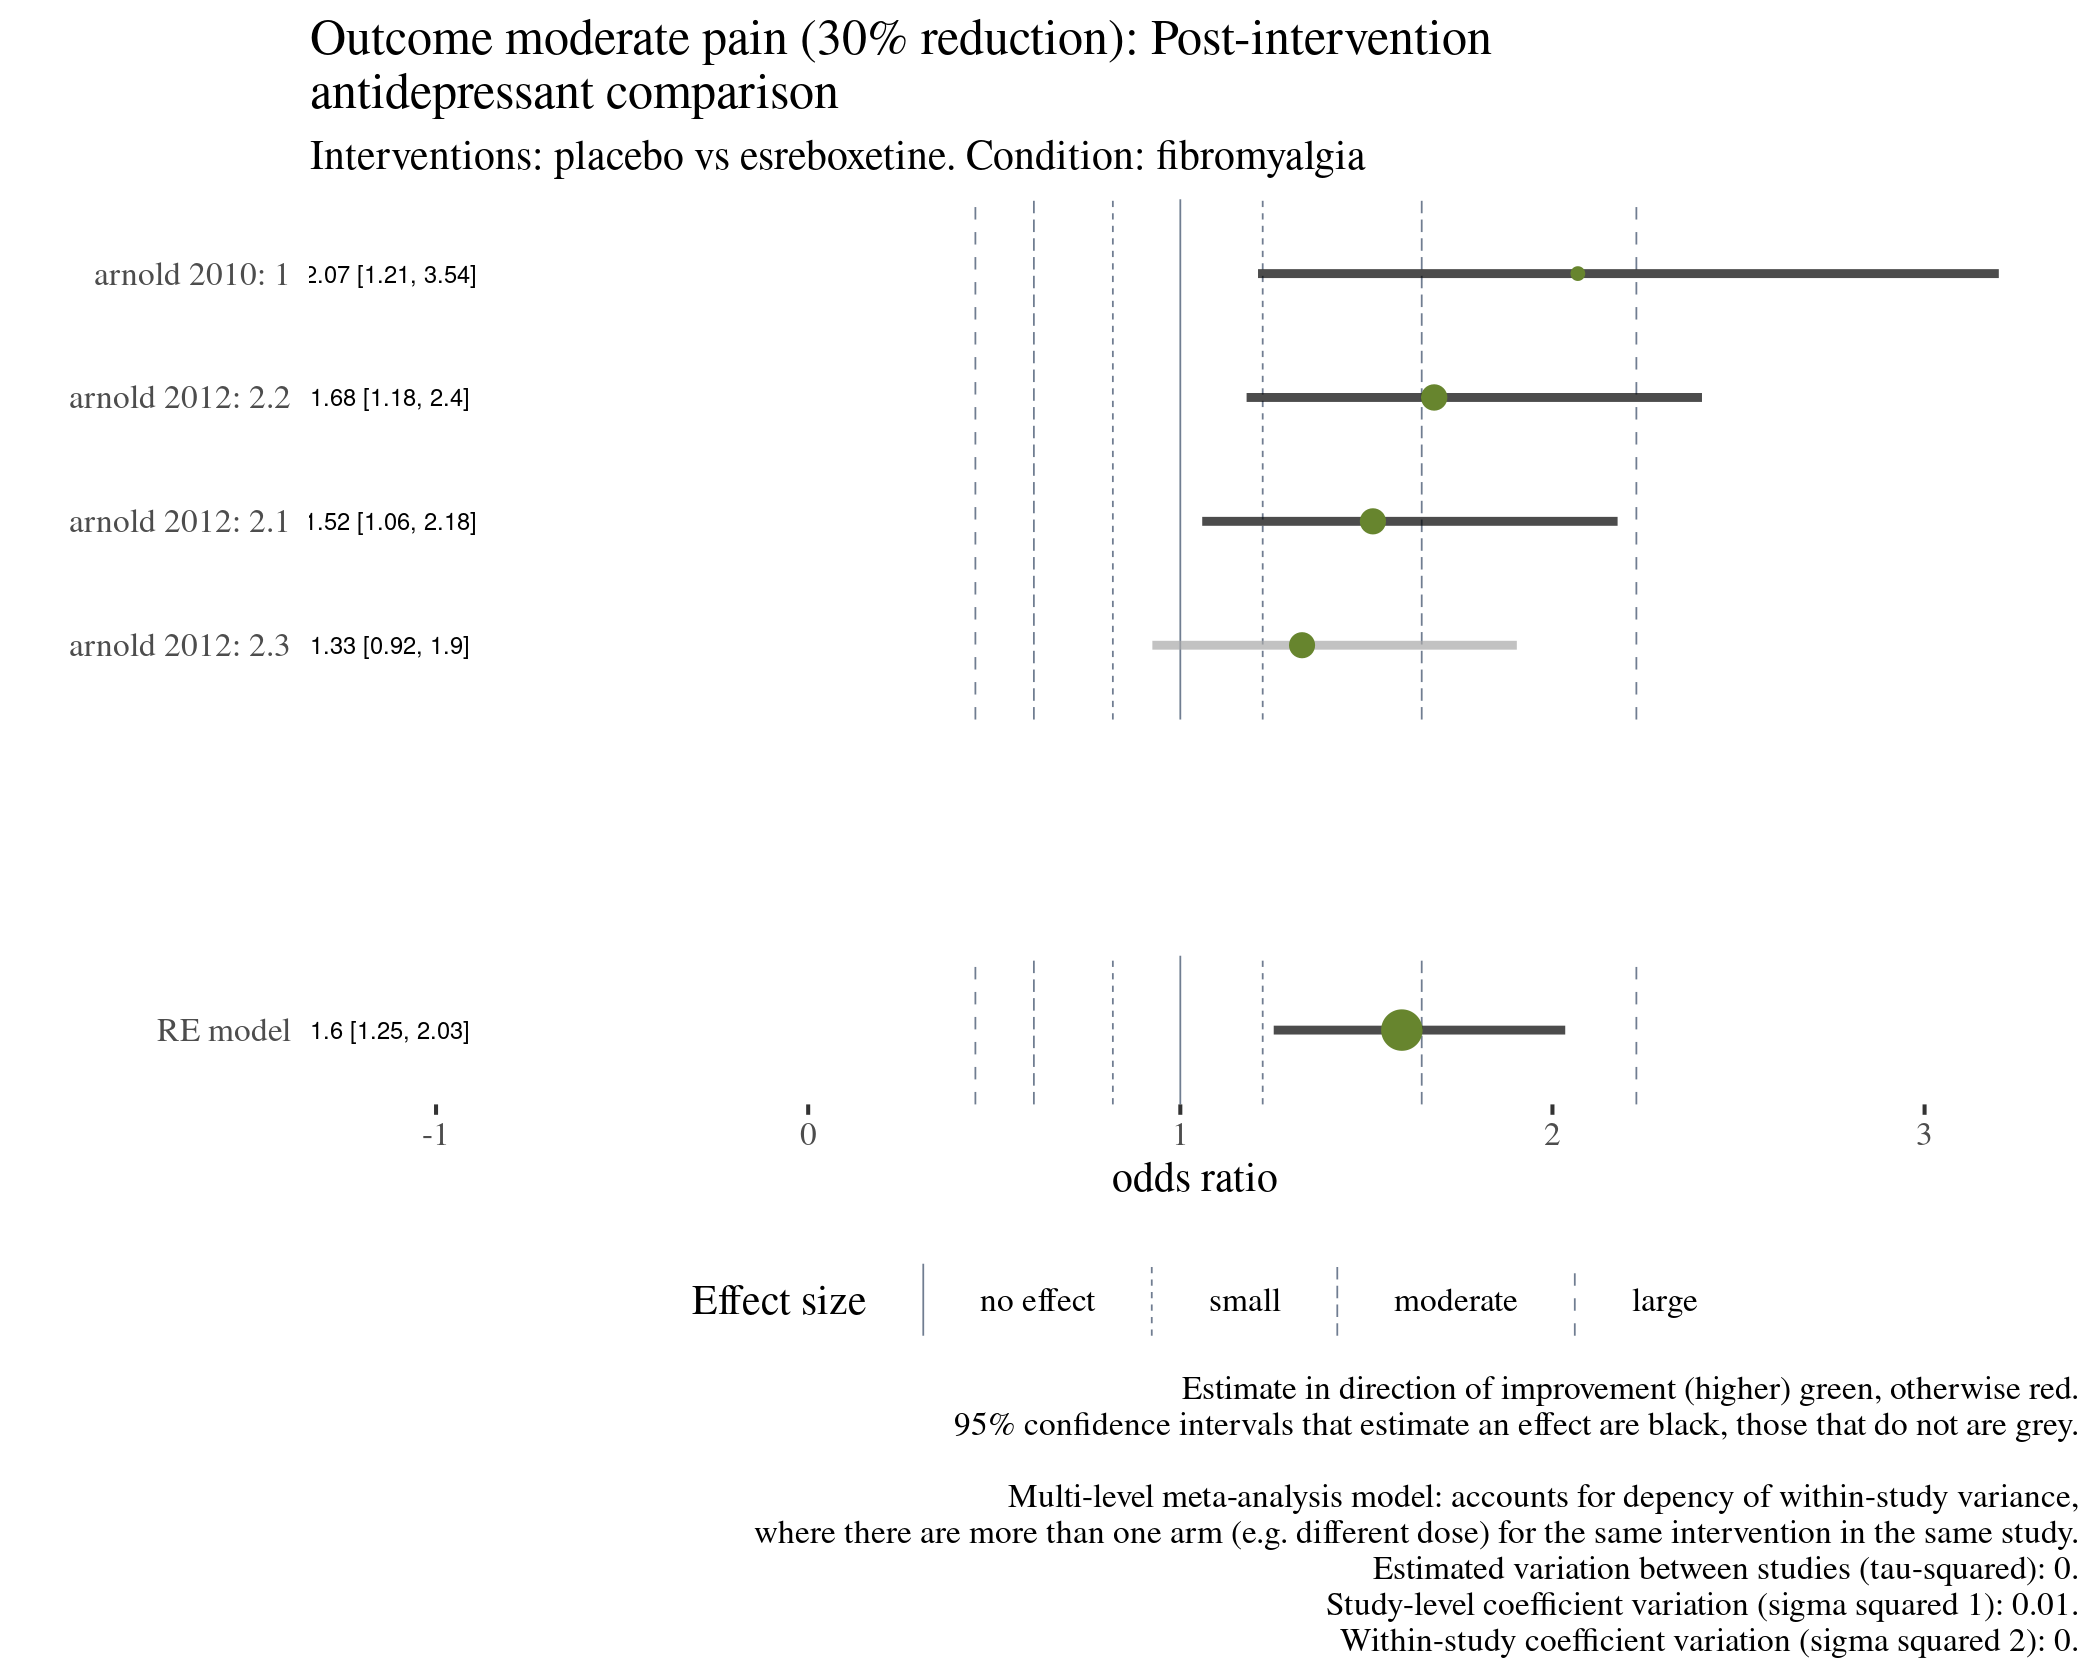 Outcome moderate pain (30% reduction): Post-intervention
antidepressant comparison
Interventions: placebo vs esreboxetine. Condition: fibromyalgia
arnold 2010: 1 2.07 [1.21, 3.54]
arnold 2012: 2.2 1.68 [1.18, 2.4]
arnold 2012: 2.1 1.52 [1.06, 2.18]
arnold 2012: 2.3 1.33 [0.92, 1.9]
RE model 1.6 [1.25, 2.03]
-1 0 1 2 3
odds ratio
Effect size no effect small moderate large
Estimate in direction of improvement (higher) green, otherwise red.
95% confidence intervals that estimate an effect are black, those that do not are grey.
Multi-level meta-analysis model: accounts for depency of within-study variance,
where there are more than one arm (e.g. different dose) for the same intervention in the same study.
Estimated variation between studies (tau-squared): 0.
Study-level coefficient variation (sigma squared 1): 0.01.
Within-study coefficient variation (sigma squared 2): 0.